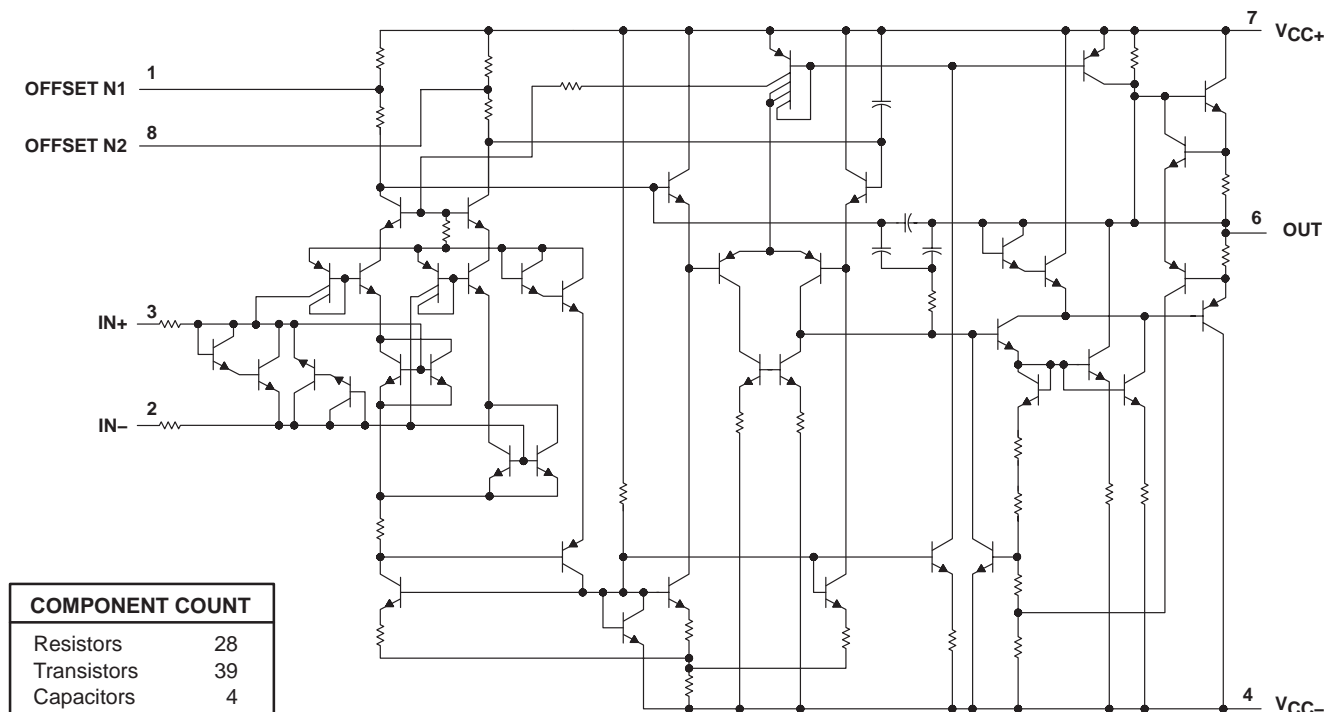 7
VCC+
1
OFFSET N1
8
OFFSET N2
6
OUT
3
IN+
2
IN–
4
VCC–
COMPONENT COUNT
Resistors 28
Transistors 39
Capacitors 4